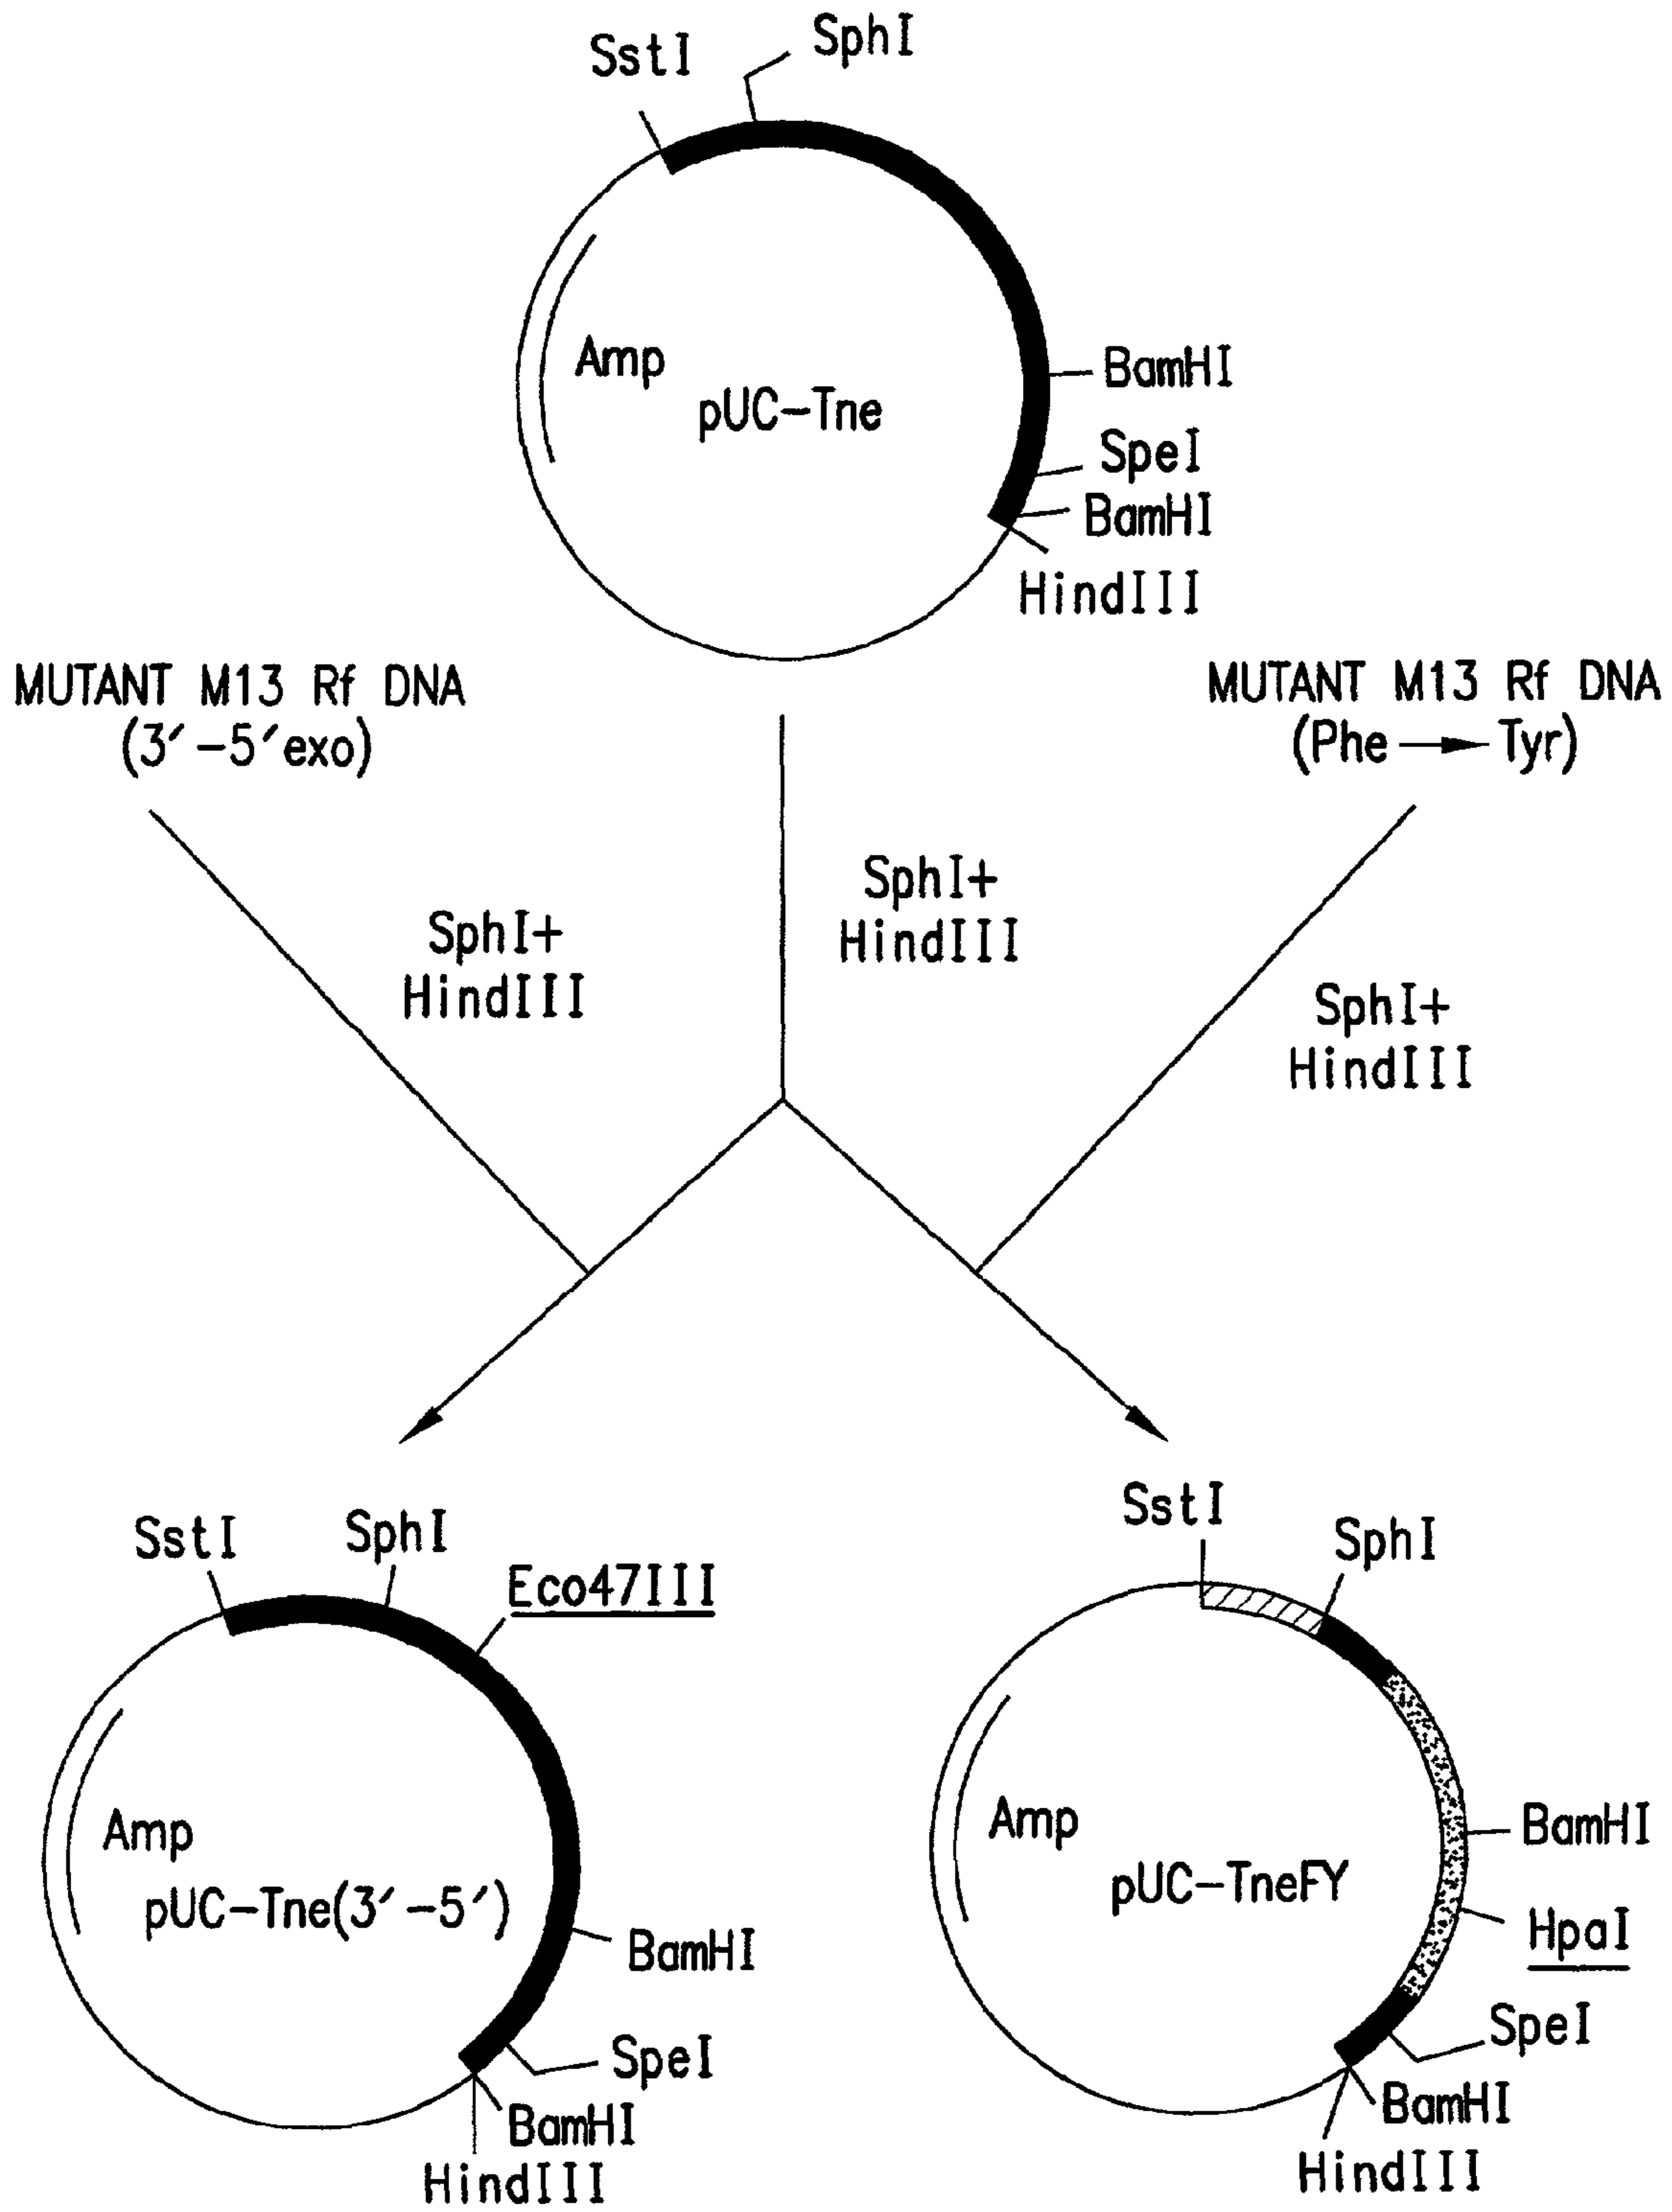 SstI
SphI
Amp
pUC-Tne
BamHI
SpeI
BamHI
HindIII
MUTANT M13 Rf DNA
(3′-5′exo)
MUTANT M13 Rf DNA
(Phe → Tyr)
SphI+
HindIII
SphI+
HindIII
SphI+
HindIII
SstI
SphI
Eco47III
Amp
pUC-Tne(3′-5′)
BamHI
SpeI
BamHI
HindIII
SstI
SphI
Amp
pUC-TneFY
BamHI
HpaI
SpeI
BamHI
HindIII